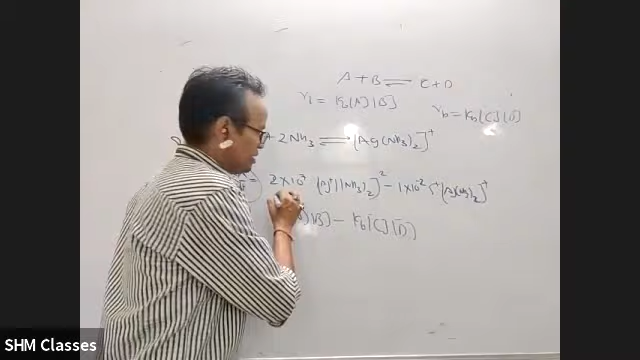 A + B ⇌ C + D
r_f = k_f [A] [B]
r_b = k_b [C] [D]
+ 2NH₃ ⇌ [Ag(NH₃)₂]⁺
= 2×10⁷ [Ag⁺] [NH₃]² − 1×10⁻² [Ag(NH₃)₂]⁺
[B] − k_b [C] [D]
SHM Classes